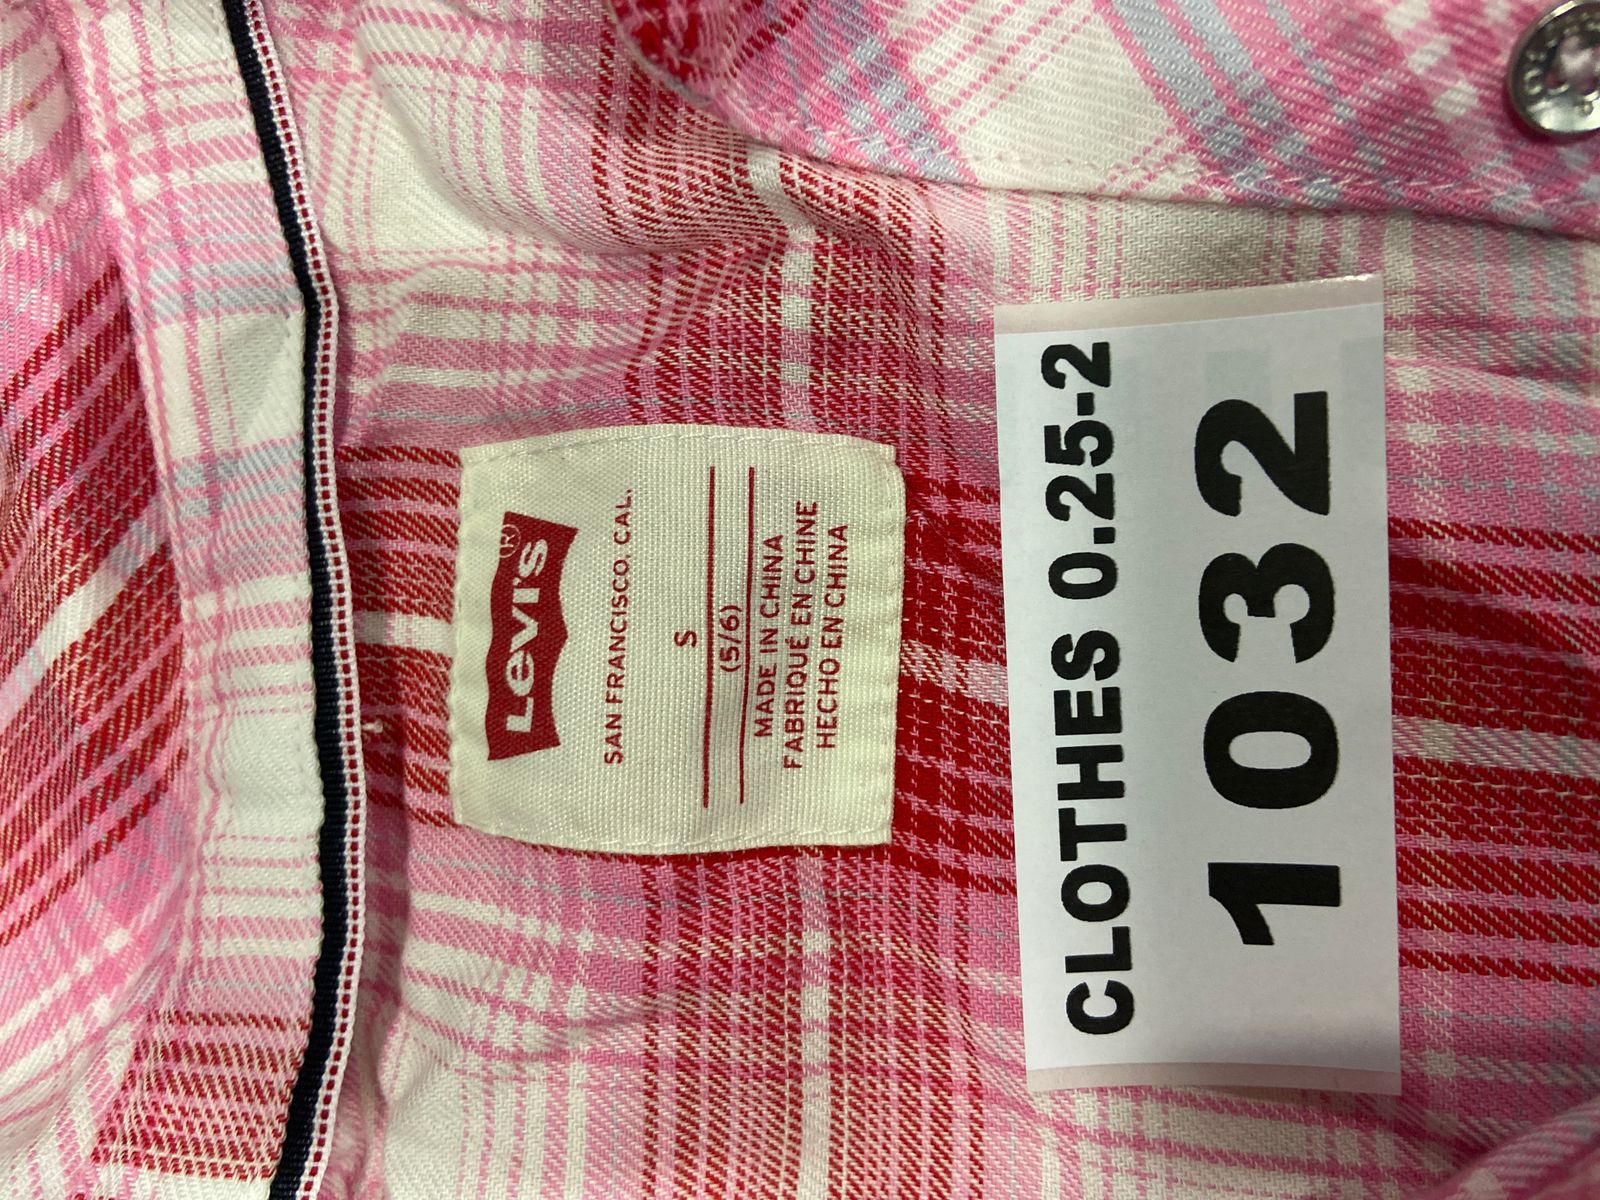 Levi's®
SAN FRANCISCO, CAL.
S
(5/6)
MADE IN CHINA
FABRIQUÉ EN CHINE
HECHO EN CHINA
CLOTHES 0.25-2
1032